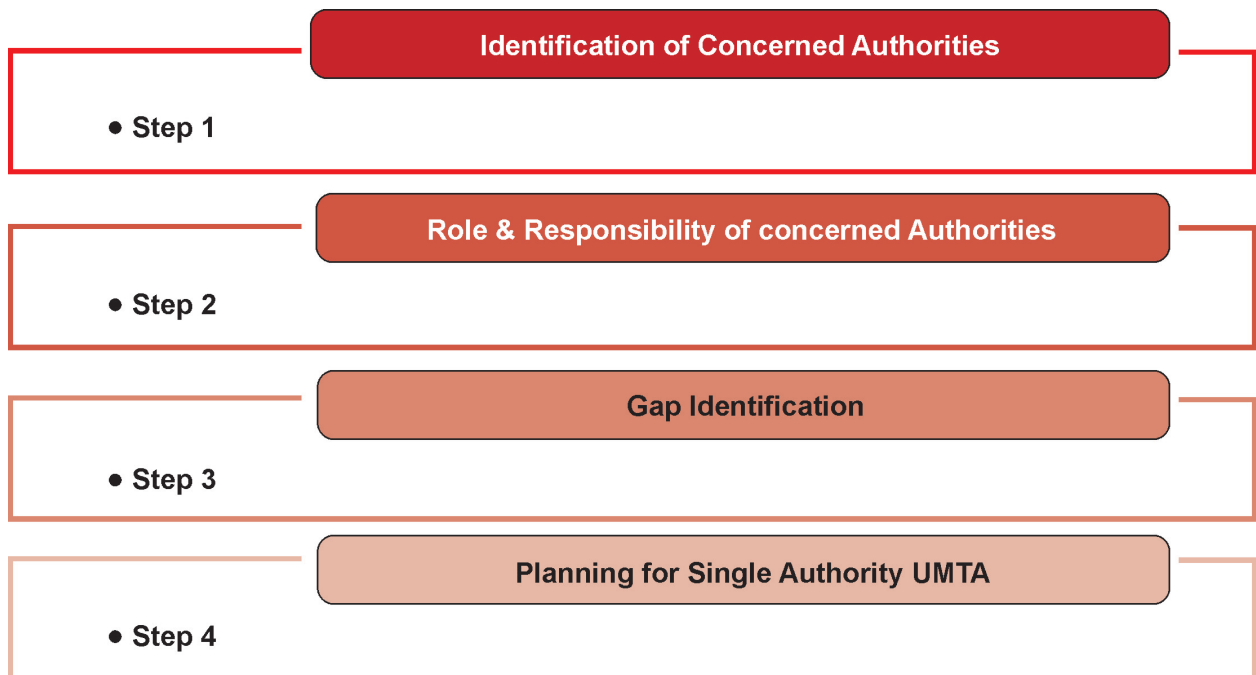 Identification of Concerned Authorities
• Step 1
Role & Responsibility of concerned Authorities
• Step 2
Gap Identification
• Step 3
Planning for Single Authority UMTA
• Step 4